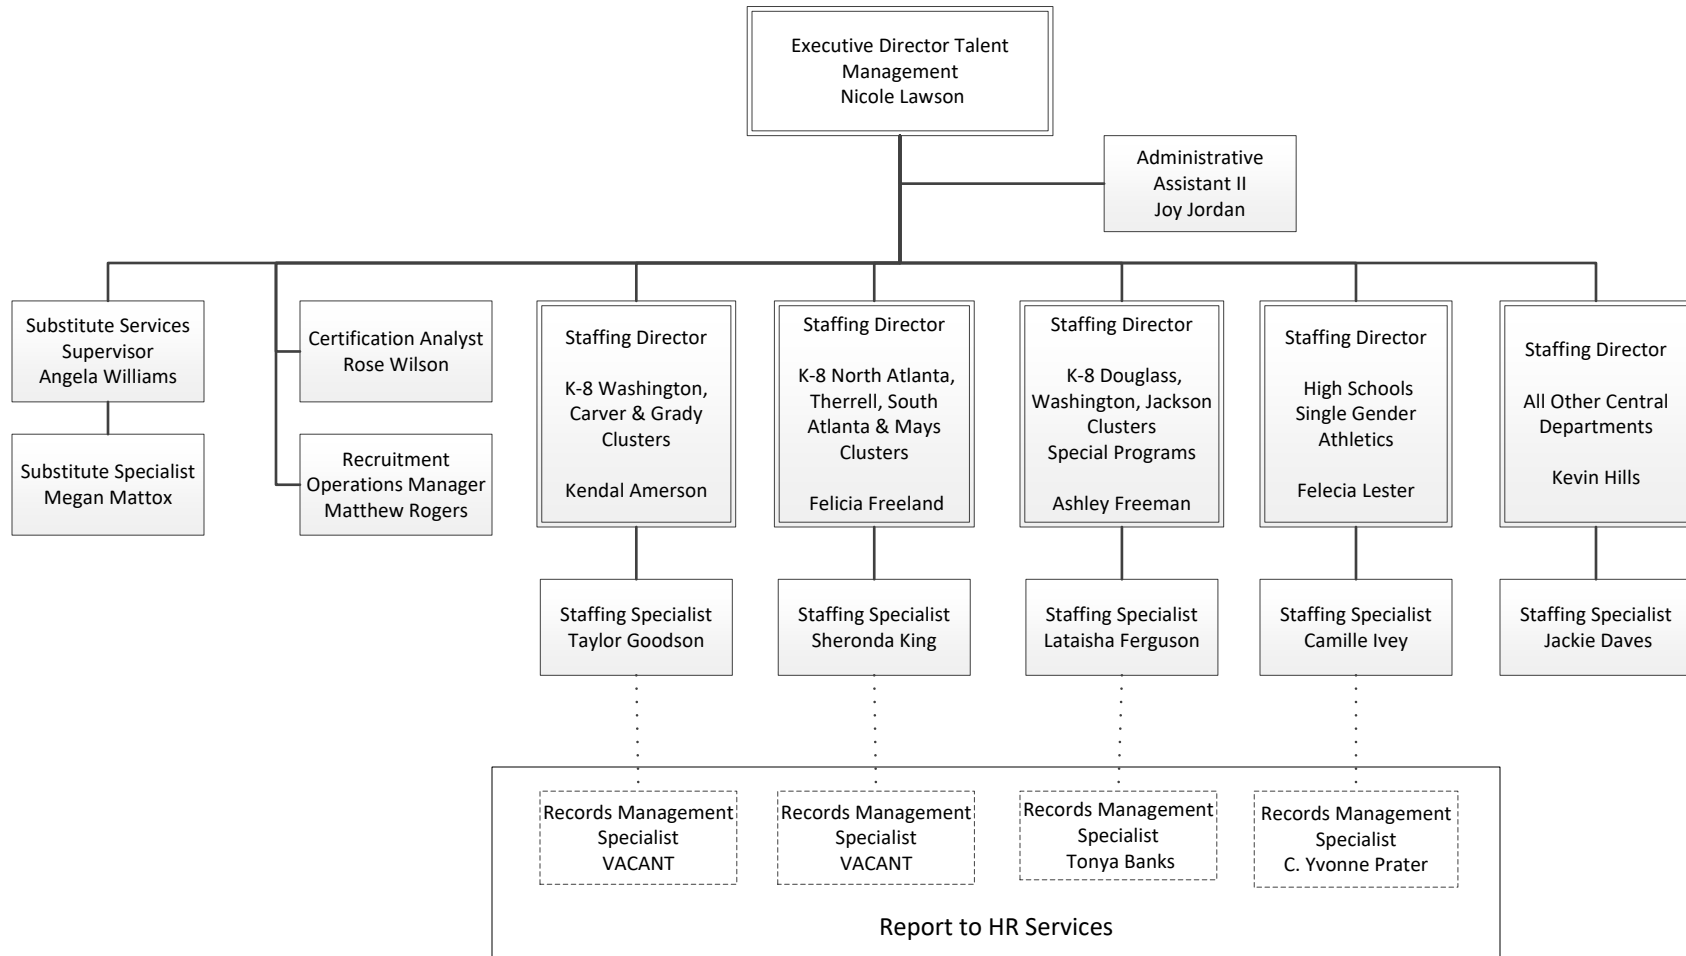 Executive Director Talent
Management
Nicole Lawson
Administrative
Assistant II
Joy Jordan
Substitute Services
Supervisor
Angela Williams
Substitute Specialist
Megan Mattox
Certification Analyst
Rose Wilson
Recruitment
Operations Manager
Matthew Rogers
Staffing Director
K-8 Washington,
Carver & Grady
Clusters
Kendal Amerson
Staffing Director
K-8 North Atlanta,
Therrell, South
Atlanta & Mays
Clusters
Felicia Freeland
Staffing Director
K-8 Douglass,
Washington, Jackson
Clusters
Special Programs
Ashley Freeman
Staffing Director
High Schools
Single Gender
Athletics
Felecia Lester
Staffing Director
All Other Central
Departments
Kevin Hills
Staffing Specialist
Taylor Goodson
Staffing Specialist
Sheronda King
Staffing Specialist
Lataisha Ferguson
Staffing Specialist
Camille Ivey
Staffing Specialist
Jackie Daves
Records Management
Specialist
VACANT
Records Management
Specialist
VACANT
Records Management
Specialist
Tonya Banks
Records Management
Specialist
C. Yvonne Prater
Report to HR Services